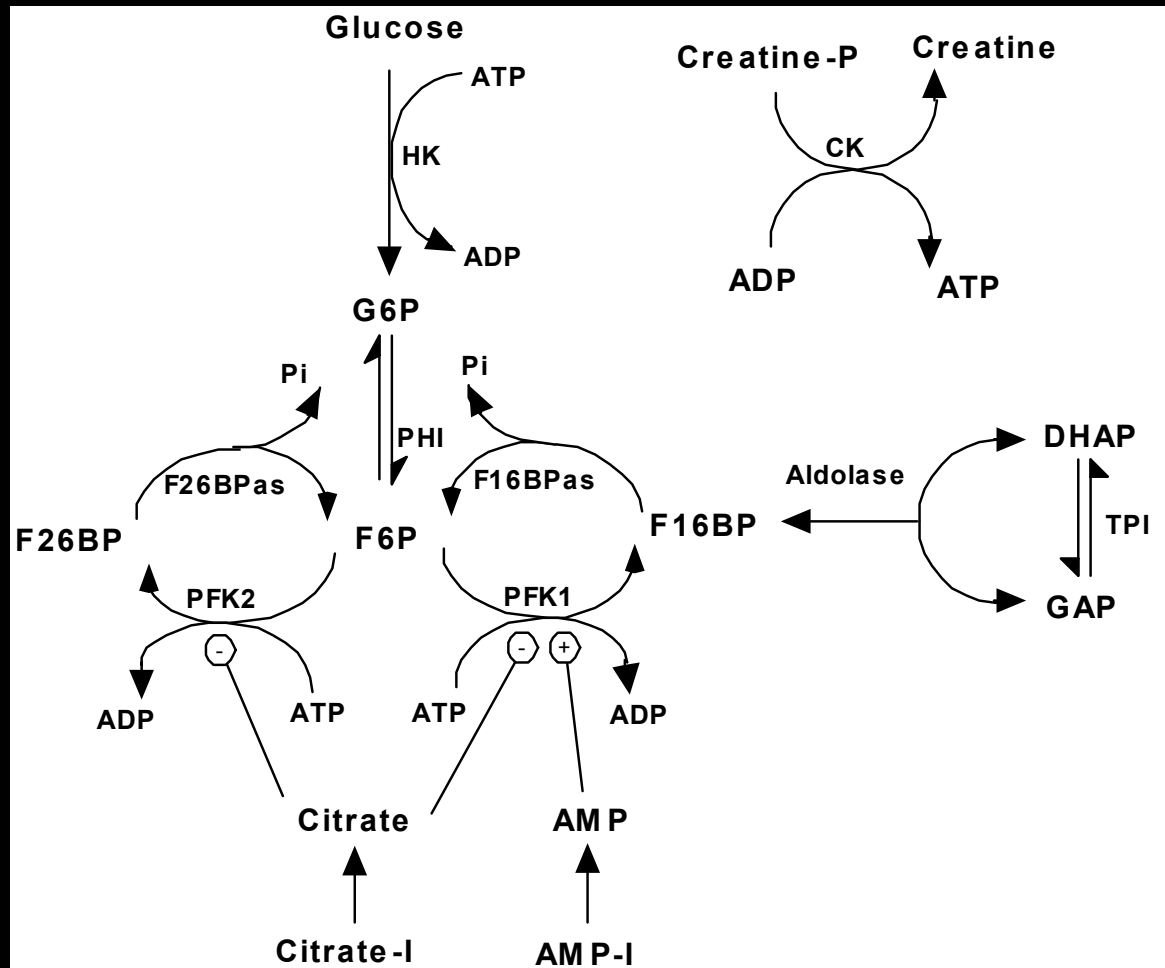 Glucose
Creatine-P
Creatine
ATP
HK
CK
ADP
ADP
ATP
G6P
Pi
Pi
PHI
DHAP
Aldolase
F26BPas
F16BPas
F26BP
F6P
F16BP
TPI
PFK2
PFK1
GAP
-
-
+
ADP
ATP
ATP
ADP
Citrate
AMP
Citrate-I
AMP-I